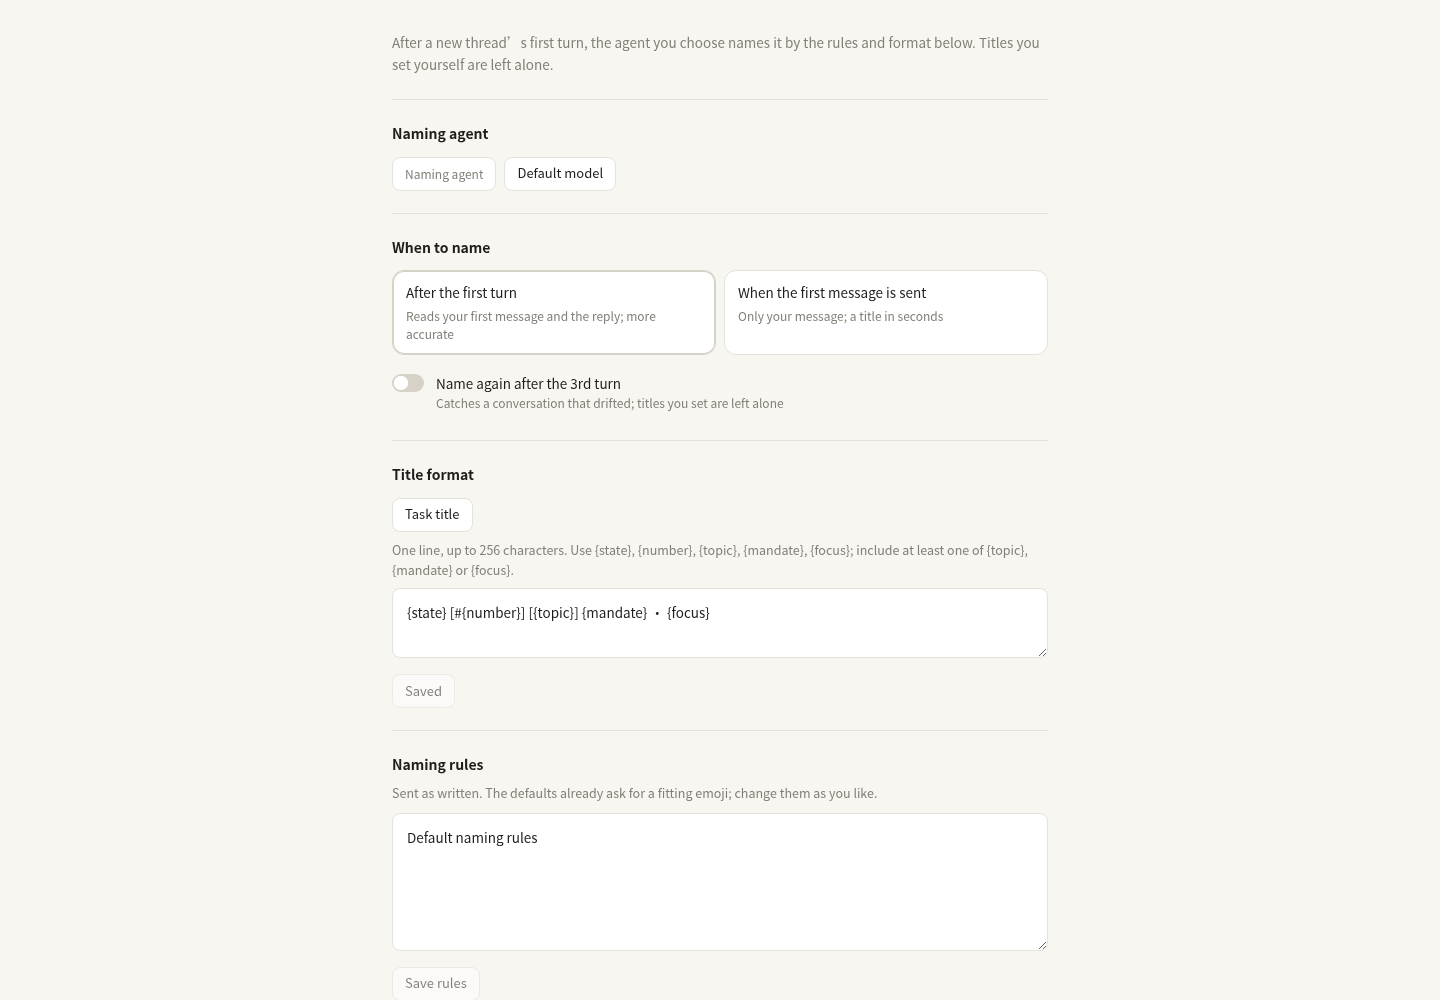 After a new thread’s first turn, the agent you choose names it by the rules and format below. Titles you
set yourself are left alone.
Naming agent
Naming agent
Default model
When to name
After the first turn
Reads your first message and the reply; more
accurate
When the first message is sent
Only your message; a title in seconds
Name again after the 3rd turn
Catches a conversation that drifted; titles you set are left alone
Title format
Task title
One line, up to 256 characters. Use {state}, {number}, {topic}, {mandate}, {focus}; include at least one of {topic},
{mandate} or {focus}.
{state} [#{number}] [{topic}] {mandate} · {focus}
Saved
Naming rules
Sent as written. The defaults already ask for a fitting emoji; change them as you like.
Default naming rules
Save rules